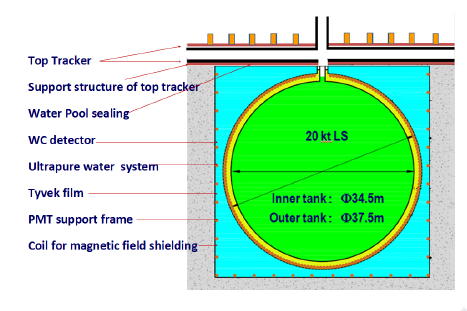 Top Tracker
Support structure of top tracker
Water Pool sealing
WC detector
Ultrapure water system
Tyvek film
PMT support frame
Coil for magnetic field shielding
20 kt LS
Inner tank : Φ34.5m
Outer tank : Φ37.5m